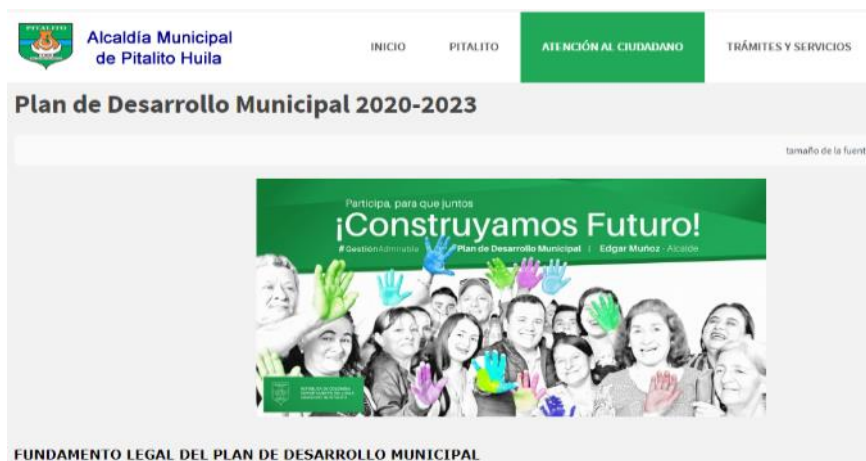 PITALITO
Alcaldía Municipal
de Pitalito Huila
INICIO
PITALITO
ATENCIÓN AL CIUDADANO
TRÁMITES Y SERVICIOS
Plan de Desarrollo Municipal 2020-2023
tamaño de la fuent
Participa, para que juntos
¡Construyamos Futuro!
#GestiónAdmirable
Plan de Desarrollo Municipal | Edgar Muñoz - Alcalde
FUNDAMENTO LEGAL DEL PLAN DE DESARROLLO MUNICIPAL